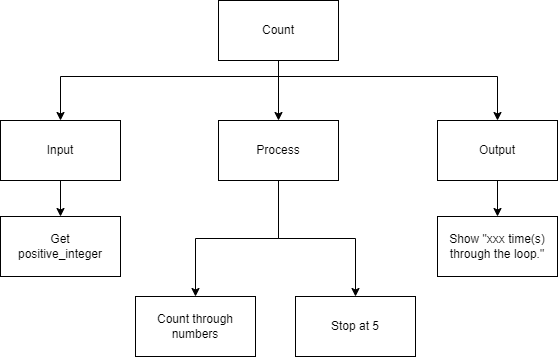 Count
Input
Process
Output
Get
positive_integer
Show "xxx time(s)
through the loop."
Count through
numbers
Stop at 5